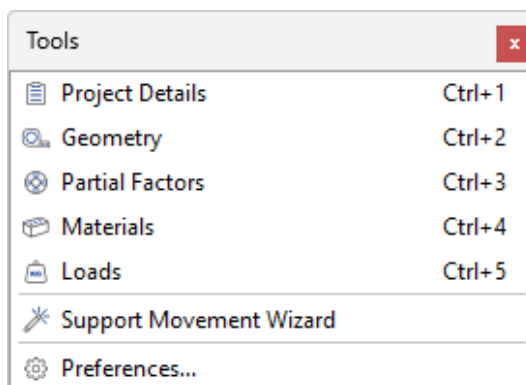 Tools x
Project Details Ctrl+1
Geometry Ctrl+2
Partial Factors Ctrl+3
Materials Ctrl+4
Loads Ctrl+5
Support Movement Wizard
Preferences...